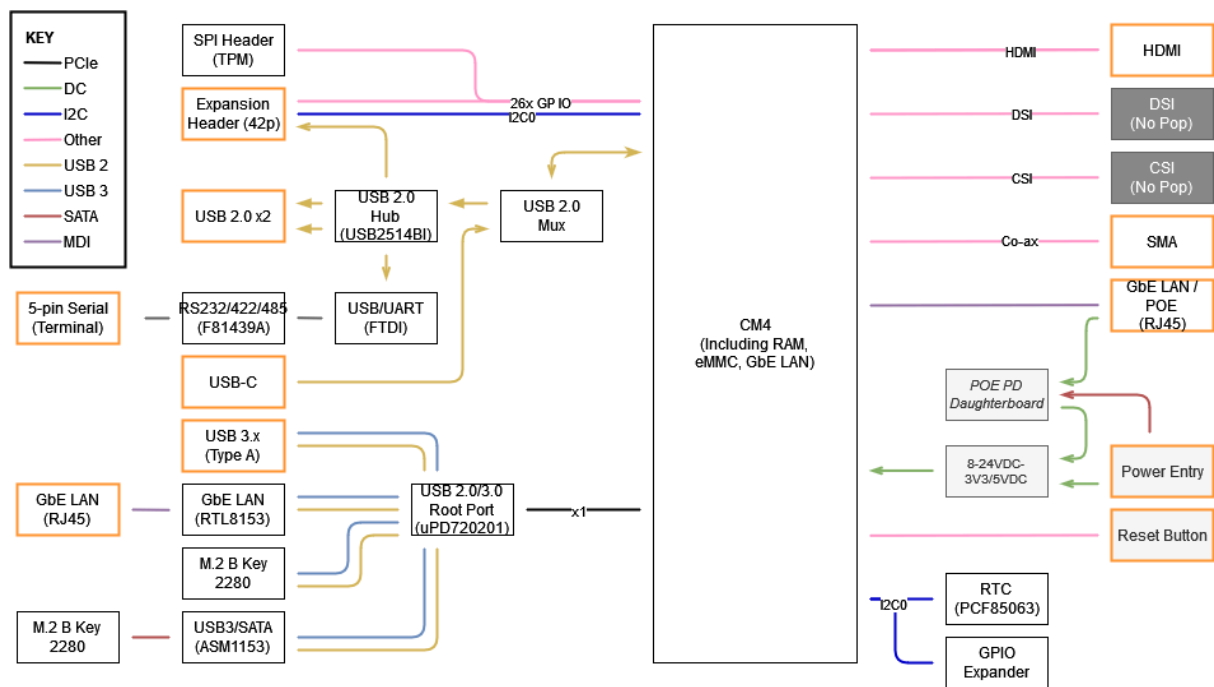 KEY
PCIe
DC
I2C
Other
USB 2
USB 3
SATA
MDI
SPI Header
(TPM)
Expansion
Header (42p)
26x GPIO
I2C0
USB 2.0 x2
USB 2.0
Hub
(USB2514BI)
USB 2.0
Mux
5-pin Serial
(Terminal)
RS232/422/485
(F81439A)
USB/UART
(FTDI)
USB-C
USB 3.x
(Type A)
GbE LAN
(RJ45)
GbE LAN
(RTL8153)
USB 2.0/3.0
Root Port
(uPD720201)
x1
M.2 B Key
2280
M.2 B Key
2280
USB3/SATA
(ASM1153)
CM4
(Including RAM,
eMMC, GbE LAN)
HDMI
HDMI
DSI
DSI
(No Pop)
CSI
CSI
(No Pop)
Co-ax
SMA
GbE LAN /
POE
(RJ45)
POE PD
Daughterboard
8-24VDC-
3V3/5VDC
Power Entry
Reset Button
I2C0
RTC
(PCF85063)
GPIO
Expander